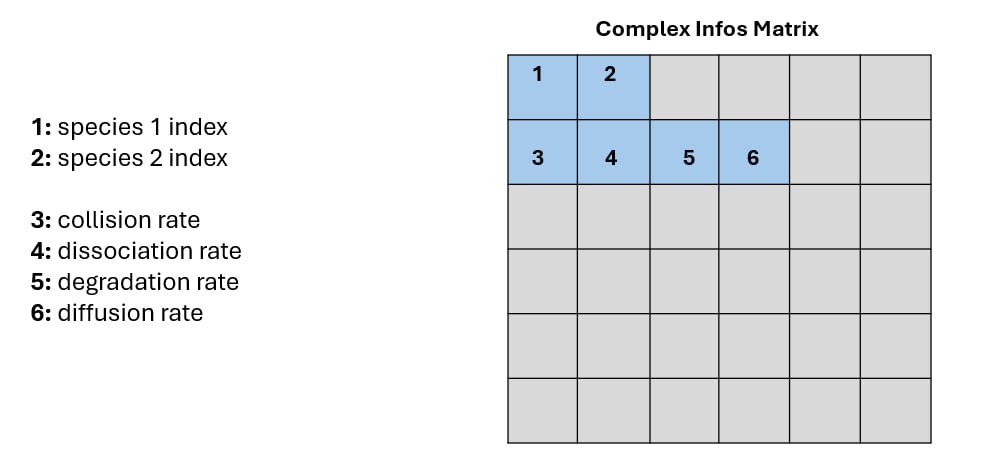 Complex Infos Matrix
1: species 1 index
2: species 2 index
3: collision rate
4: dissociation rate
5: degradation rate
6: diffusion rate
1 2
3 4 5 6